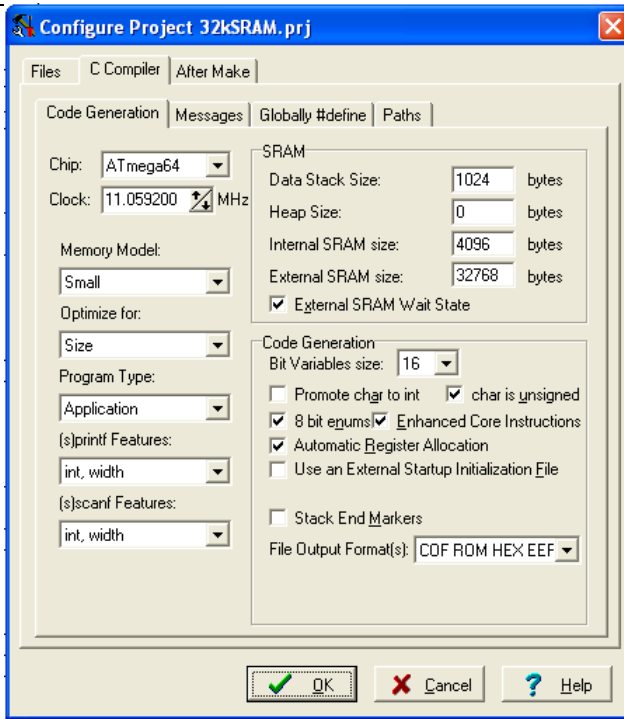 Configure Project 32kSRAM.prj
Files C Compiler After Make
Code Generation Messages Globally #define Paths
Chip: ATmega64
Clock: 11.059200 MHz
Memory Model:
Small
Optimize for:
Size
Program Type:
Application
(s)printf Features:
int, width
(s)scanf Features:
int, width
SRAM
Data Stack Size: 1024 bytes
Heap Size: 0 bytes
Internal SRAM size: 4096 bytes
External SRAM size: 32768 bytes
External SRAM Wait State
Code Generation
Bit Variables size: 16
Promote char to int char is unsigned
8 bit enums Enhanced Core Instructions
Automatic Register Allocation
Use an External Startup Initialization File
Stack End Markers
File Output Format(s): COF ROM HEX EEP
OK Cancel Help